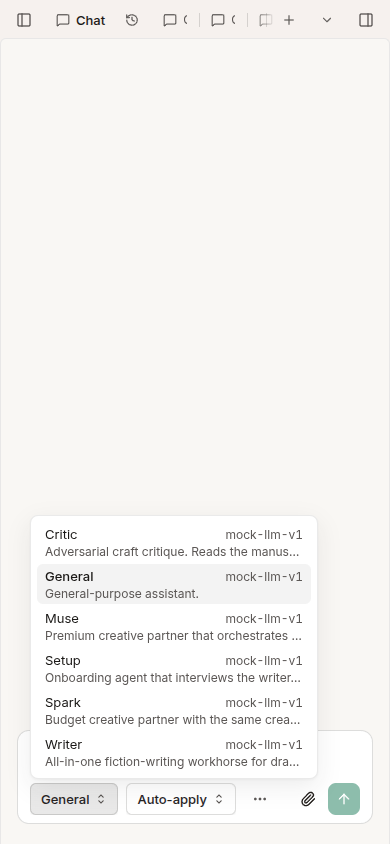 Chat
Critic mock-llm-v1
Adversarial craft critique. Reads the manus...
General mock-llm-v1
General-purpose assistant.
Muse mock-llm-v1
Premium creative partner that orchestrates ...
Setup mock-llm-v1
Onboarding agent that interviews the writer...
Spark mock-llm-v1
Budget creative partner with the same crea...
Writer mock-llm-v1
All-in-one fiction-writing workhorse for dra...
General Auto-apply